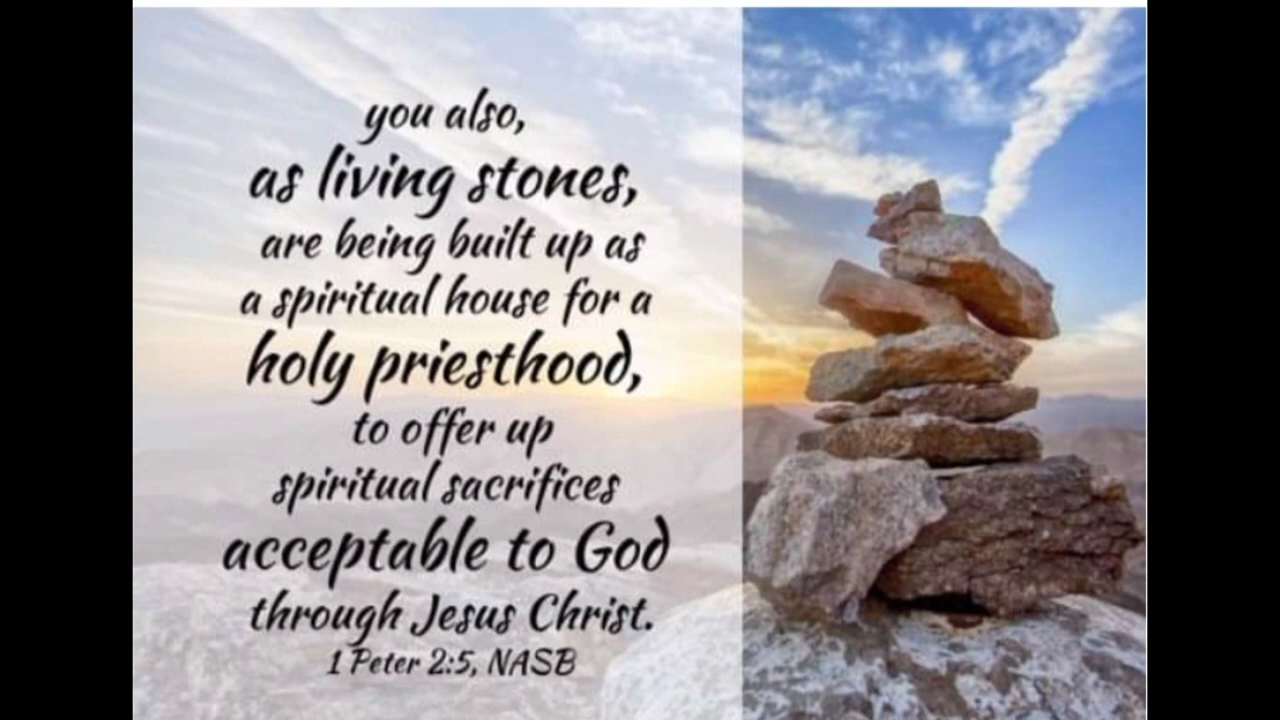 you also,
as living stones,
are being built up as
a spiritual house for a
holy priesthood,
to offer up
spiritual sacrifices
acceptable to God
through Jesus Christ.
1 Peter 2:5, NASB